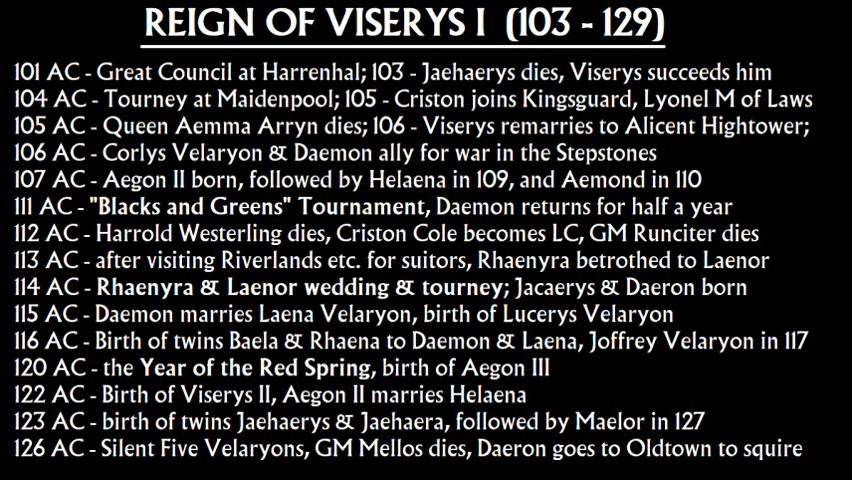 REIGN OF VISERYS I (103 - 129)
101 AC - Great Council at Harrenhal; 103 - Jaehaerys dies, Viserys succeeds him
104 AC - Tourney at Maidenpool; 105 - Criston joins Kingsguard, Lyonel M of Laws
105 AC - Queen Aemma Arryn dies; 106 - Viserys remarries to Alicent Hightower;
106 AC - Corlys Velaryon & Daemon ally for war in the Stepstones
107 AC - Aegon II born, followed by Helaena in 109, and Aemond in 110
111 AC - "Blacks and Greens" Tournament, Daemon returns for half a year
112 AC - Harrold Westerling dies, Criston Cole becomes LC, GM Runciter dies
113 AC - after visiting Riverlands etc. for suitors, Rhaenyra betrothed to Laenor
114 AC - Rhaenyra & Laenor wedding & tourney; Jacaerys & Daeron born
115 AC - Daemon marries Laena Velaryon, birth of Lucerys Velaryon
116 AC - Birth of twins Baela & Rhaena to Daemon & Laena, Joffrey Velaryon in 117
120 AC - the Year of the Red Spring, birth of Aegon III
122 AC - Birth of Viserys II, Aegon II marries Helaena
123 AC - birth of twins Jaehaerys & Jaehaera, followed by Maelor in 127
126 AC - Silent Five Velaryons, GM Mellos dies, Daeron goes to Oldtown to squire